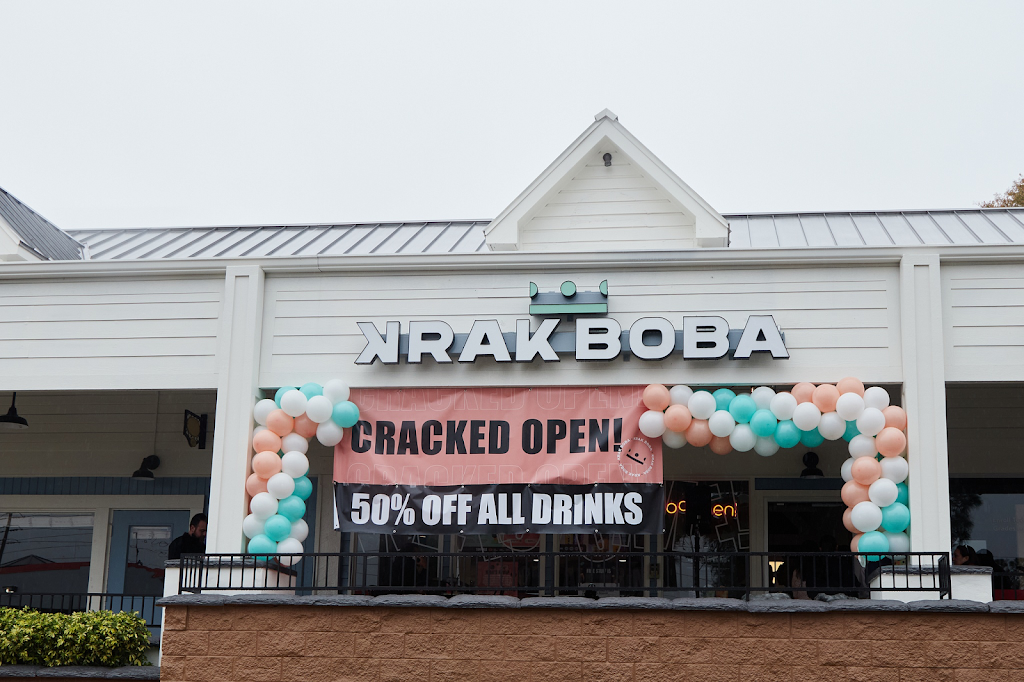 KRAK BOBA
CRACKED OPEN!
50% OFF ALL DRINKS